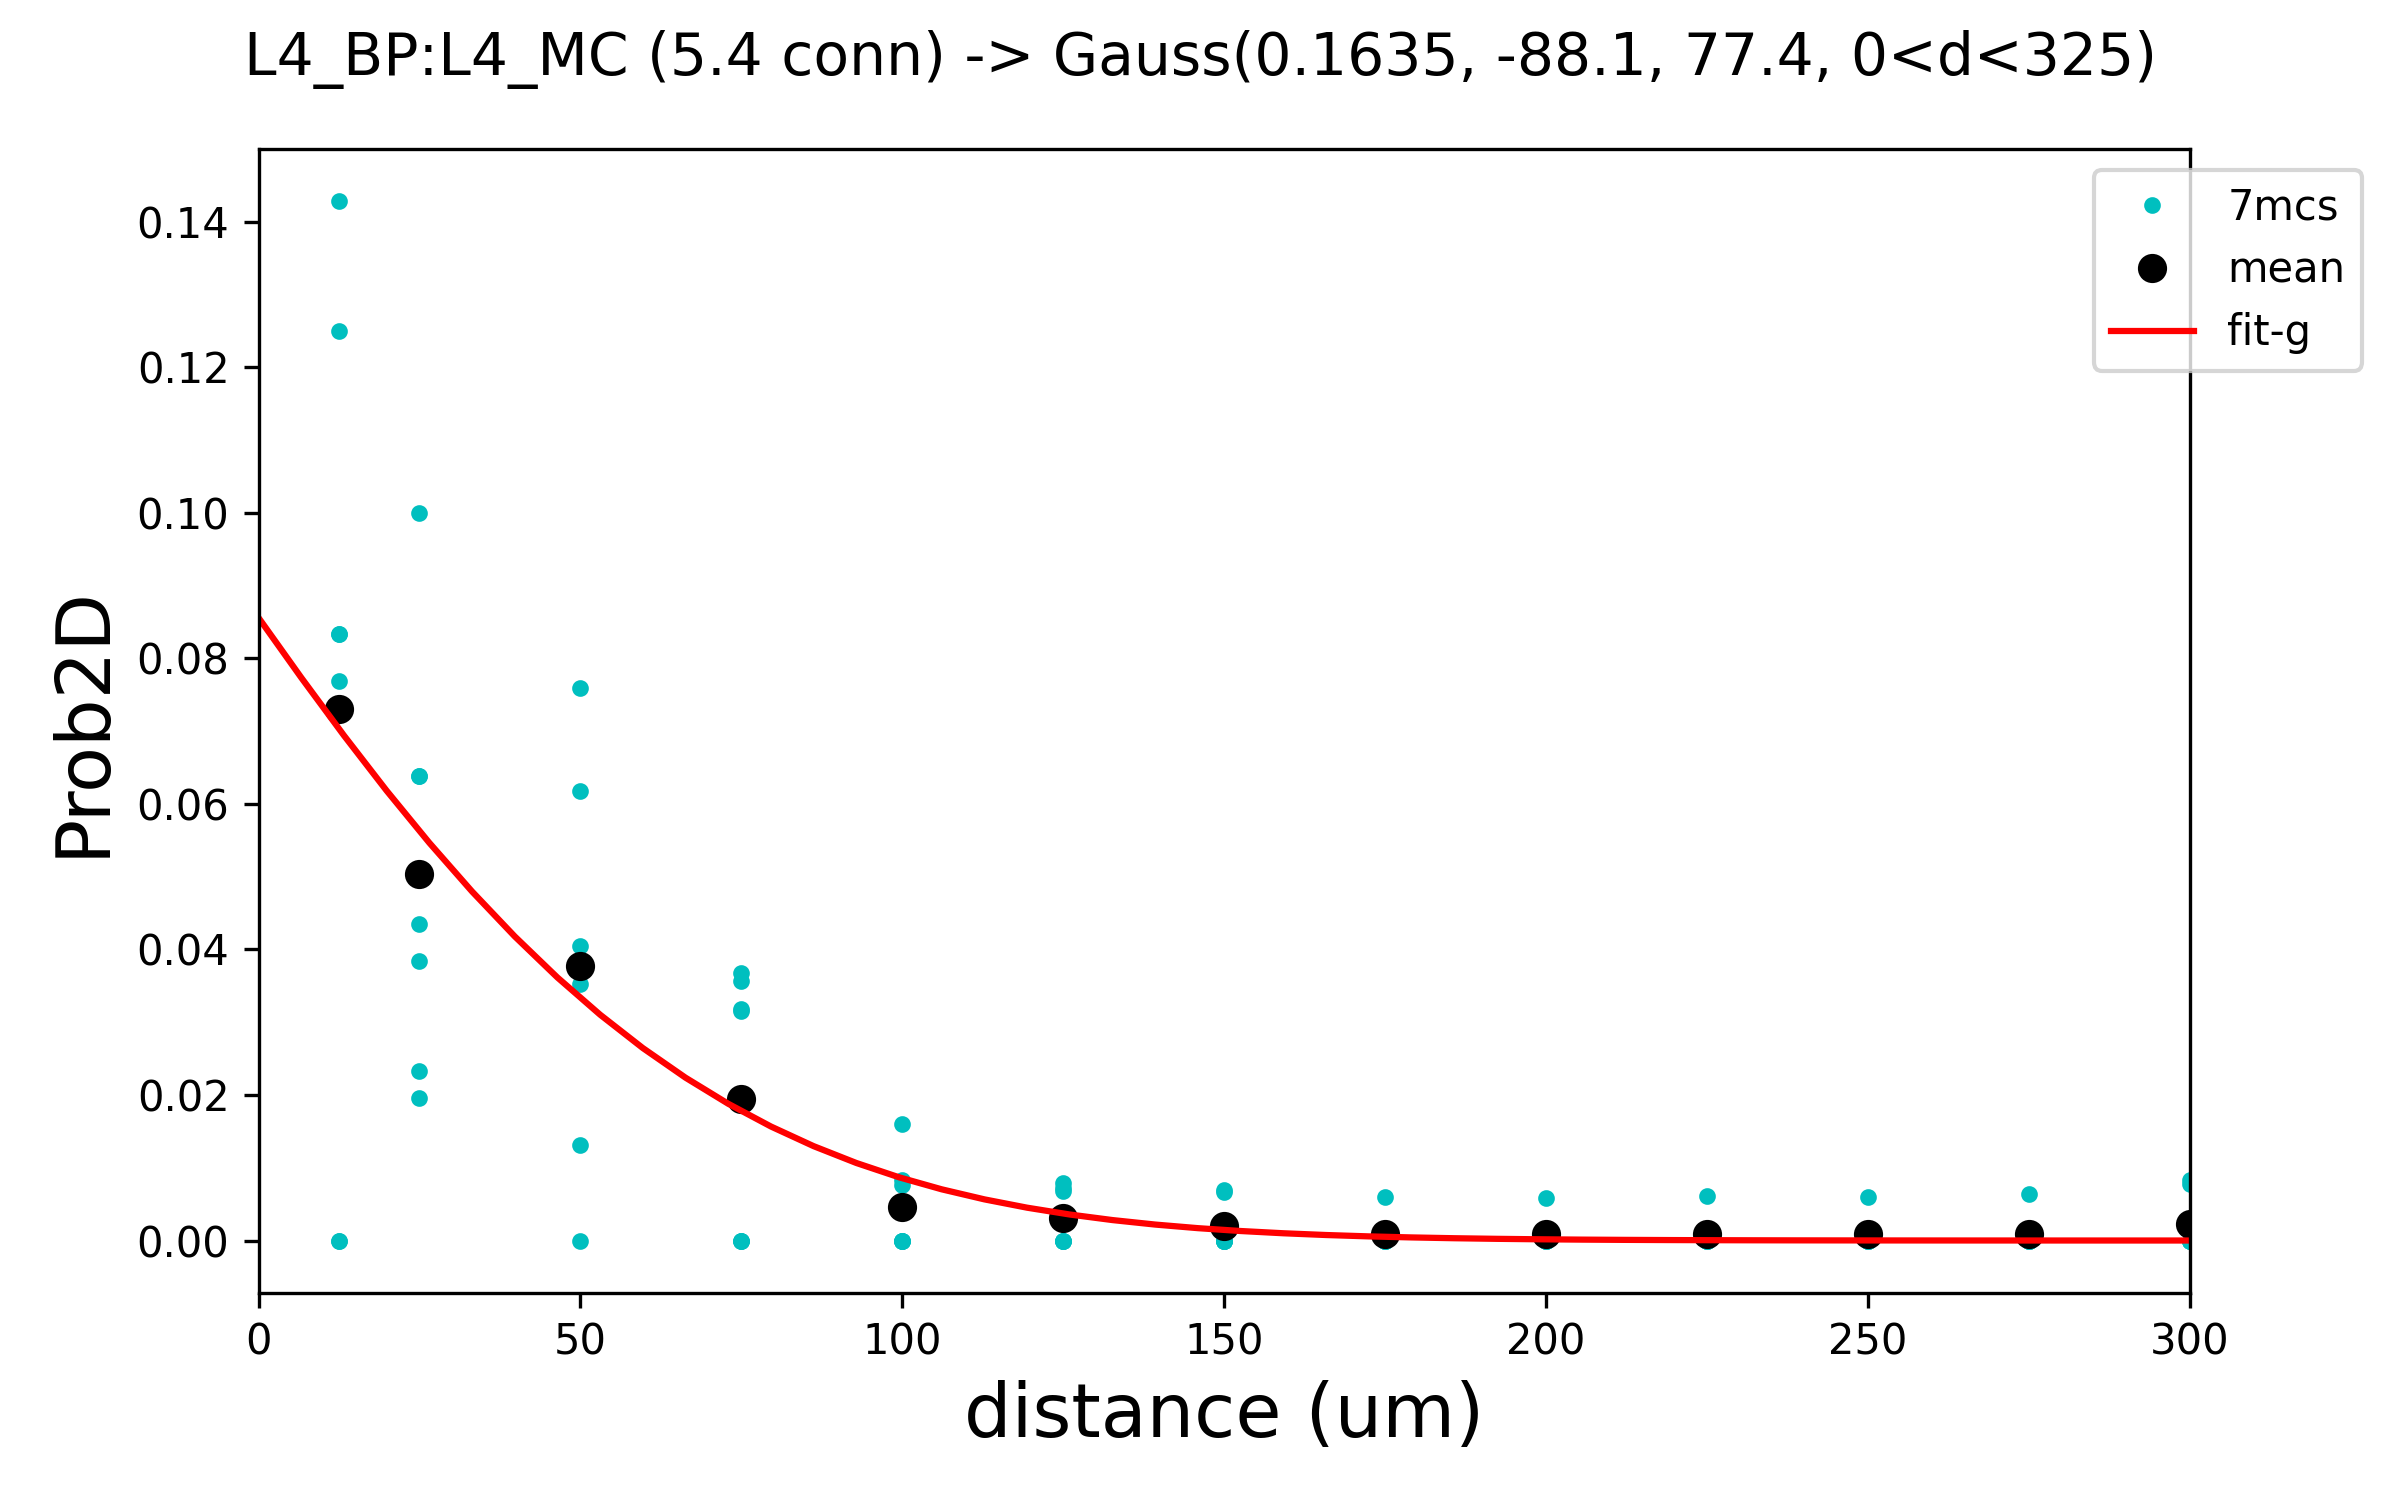 L4_BP:L4_MC (5.4 conn) -> Gauss(0.1635, -88.1, 77.4, 0<d<325)
7mcs
mean
fit-g
Prob2D
0.14
0.12
0.10
0.08
0.06
0.04
0.02
0.00
0 50 100 150 200 250 300
distance (um)